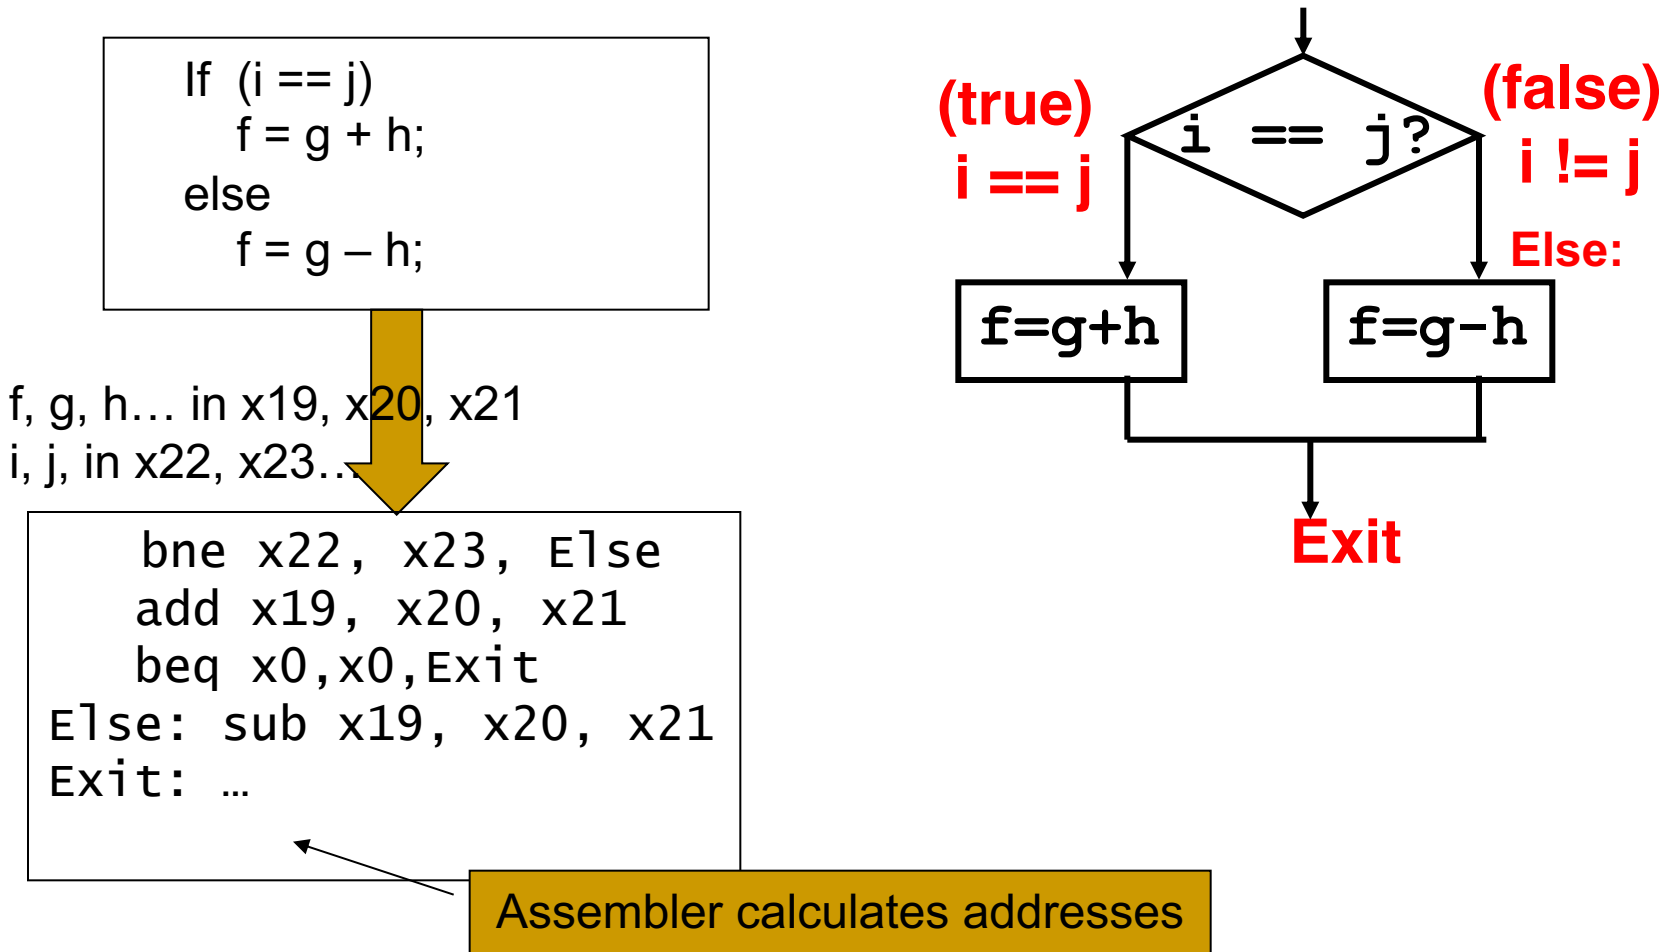 If (i == j)
f = g + h;
else
f = g – h;
f, g, h… in x19, x20, x21
i, j, in x22, x23…
bne x22, x23, Else
add x19, x20, x21
beq x0,x0,Exit
Else: sub x19, x20, x21
Exit: …
Assembler calculates addresses
(true)
i == j
i == j?
(false)
i != j
Else:
f=g+h
f=g-h
Exit